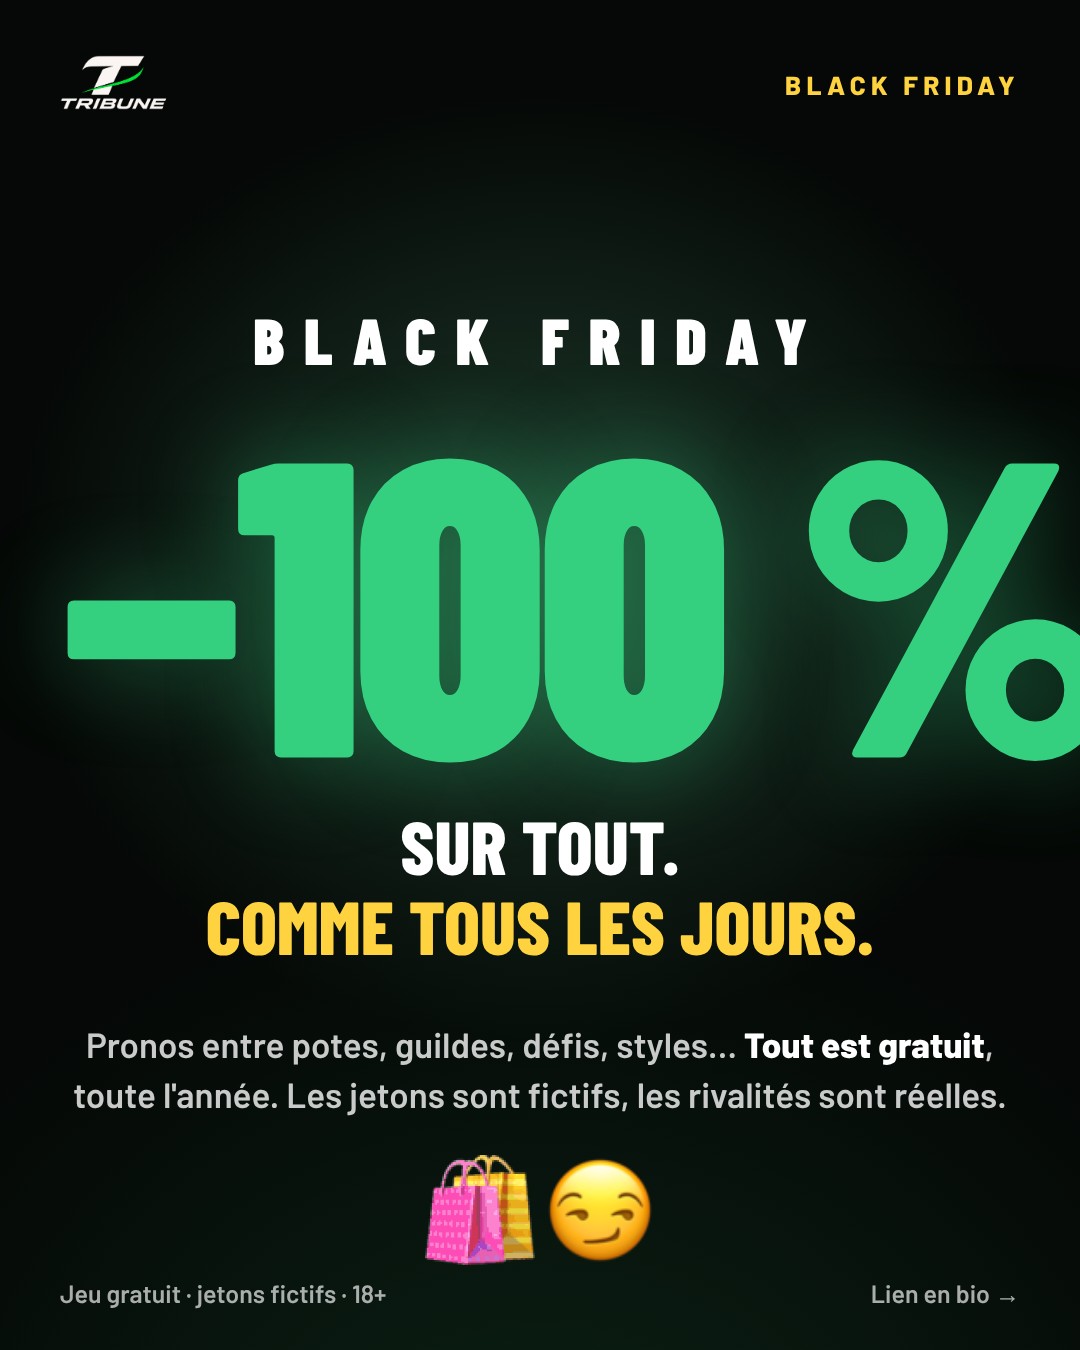 TRIBUNE
BLACK FRIDAY
BLACK FRIDAY
-100 %
SUR TOUT.
COMME TOUS LES JOURS.
Pronos entre potes, guildes, défis, styles... Tout est gratuit,
toute l'année. Les jetons sont fictifs, les rivalités sont réelles.
Jeu gratuit · jetons fictifs · 18+
Lien en bio →